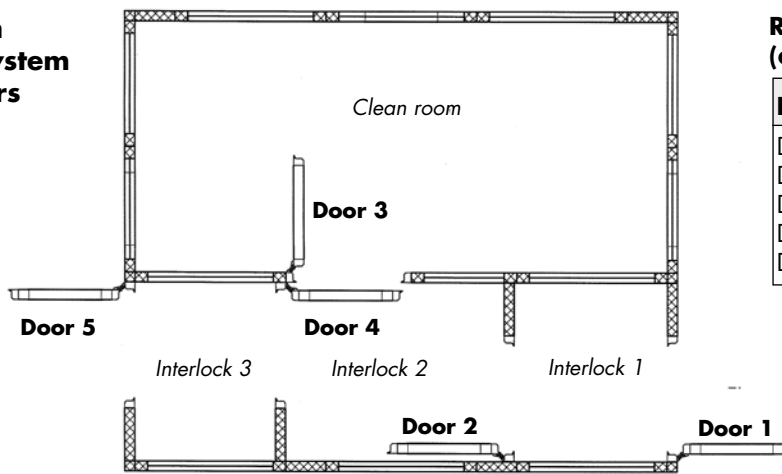 ystem
rs
R
(
Clean room
Door 3
Door 5
Door 4
Interlock 3
Interlock 2
Interlock 1
Door 2
Door 1